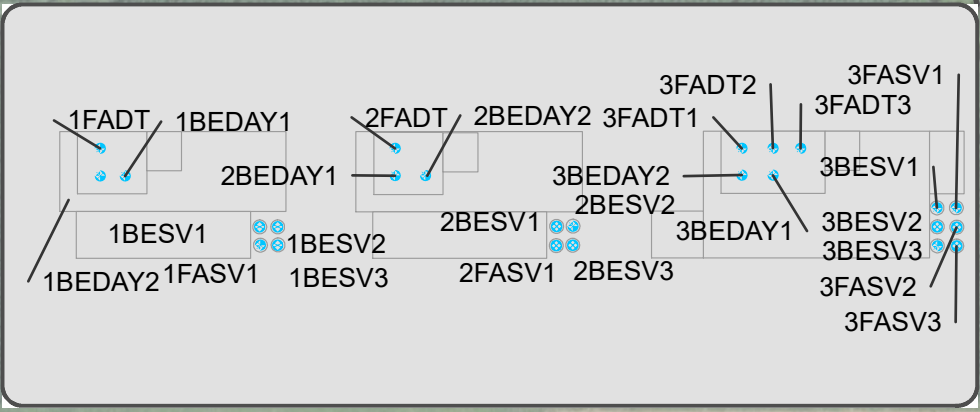 1FADT
1BEDAY1
1BESV1
1BEDAY2
1FASV1
1BESV2
1BESV3
2FADT
2BEDAY2
2BEDAY1
2BESV1
2BESV2
2FASV1
2BESV3
3FADT2
3FASV1
3FADT1
3FADT3
3BEDAY2
3BESV1
3BEDAY1
3BESV2
3BESV3
3FASV2
3FASV3